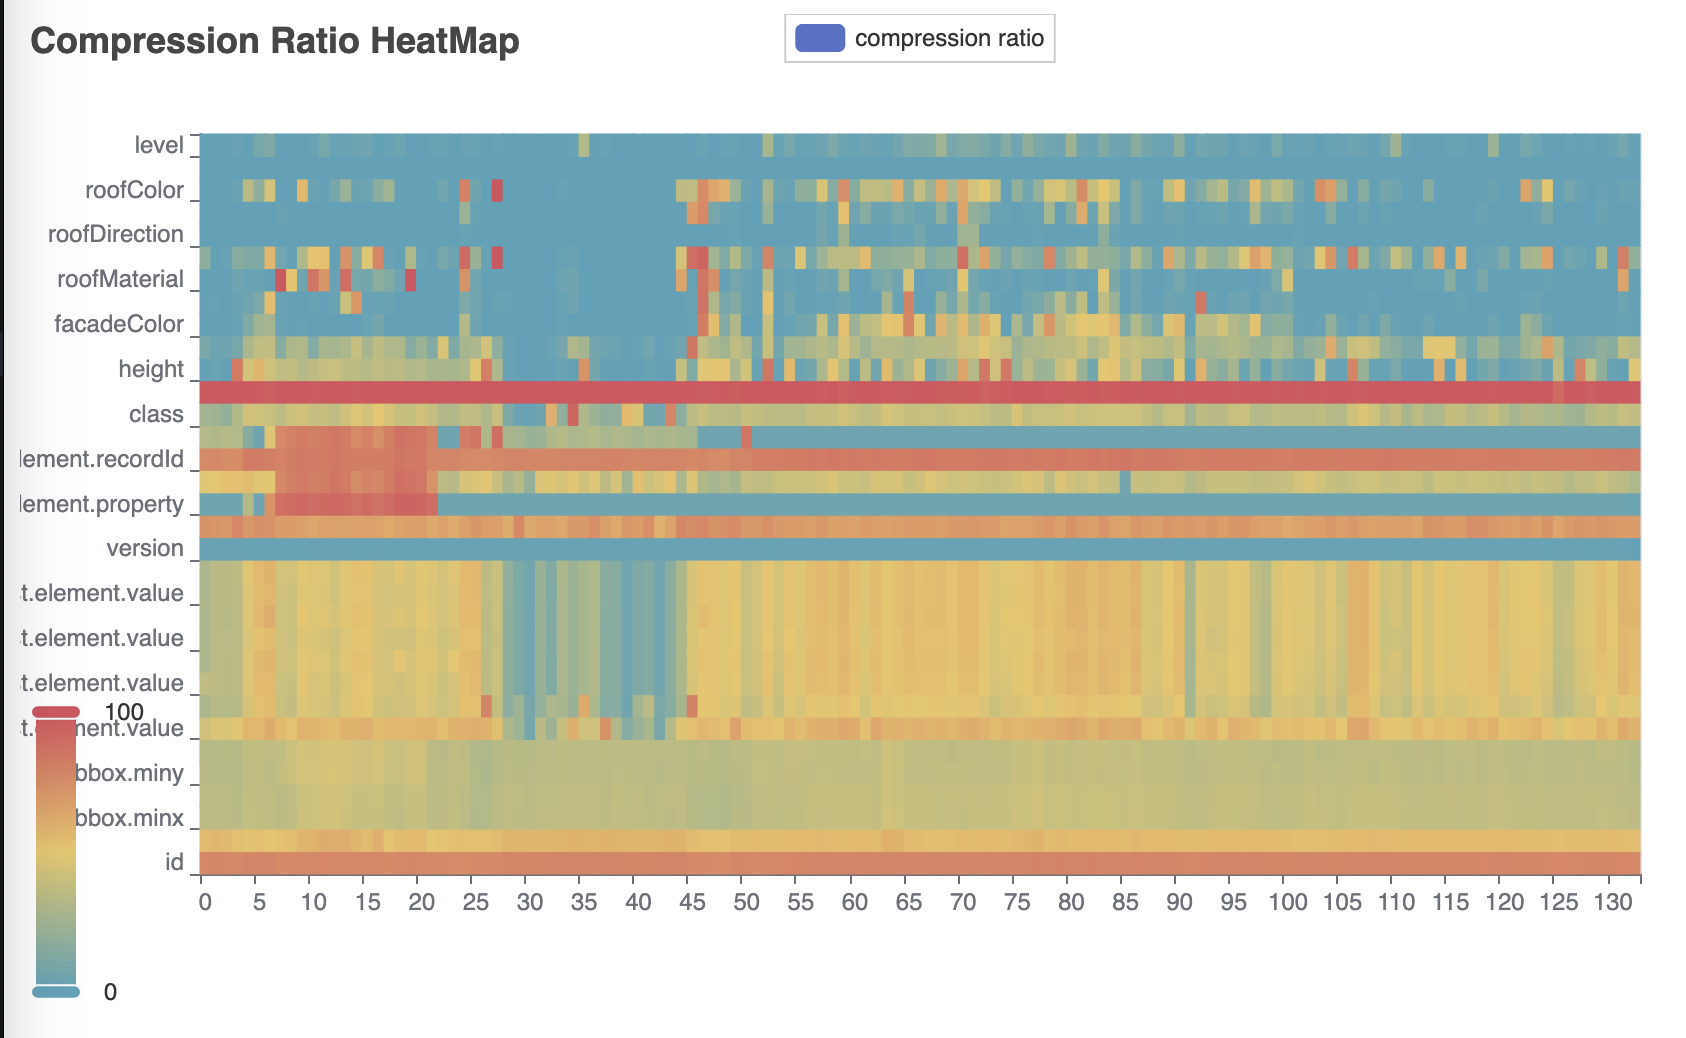 Compression Ratio HeatMap
compression ratio
level
roofColor
roofDirection
roofMaterial
facadeColor
height
class
lement.recordId
lement.property
version
t.element.value
t.element.value
t.element.value
100
t.element.value
bbox.miny
bbox.minx
id
0 5 10 15 20 25 30 35 40 45 50 55 60 65 70 75 80 85 90 95 100 105 110 115 120 125 130
0